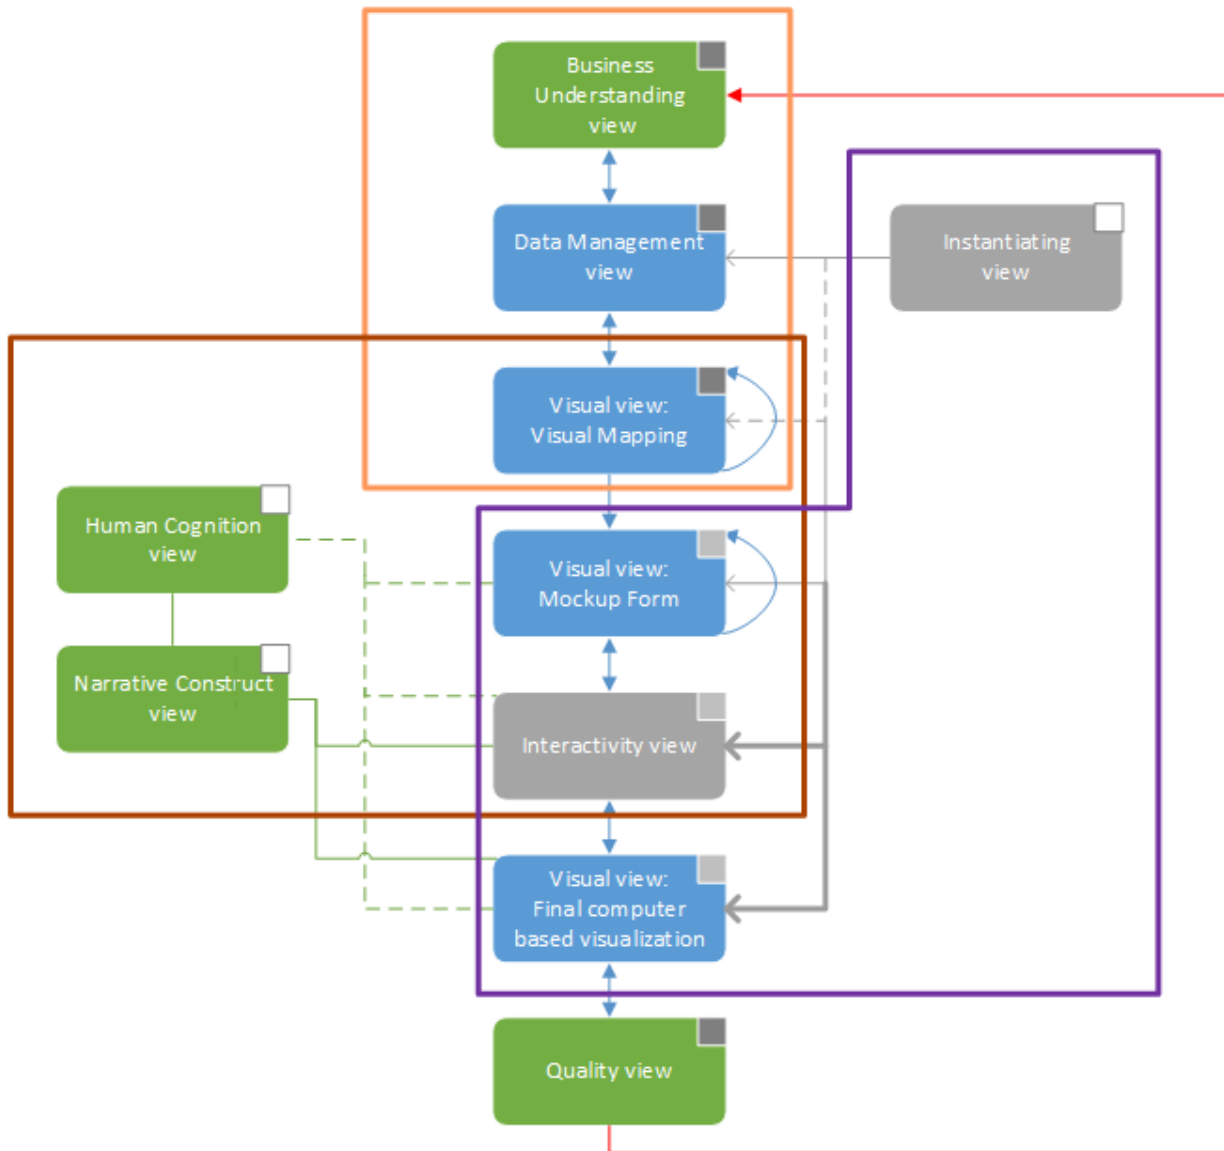 Business
Understanding
view
Data Management
view
Instantiating
view
Visual view:
Visual Mapping
Human Cognition
view
Visual view:
Mockup Form
Narrative Construct
view
Interactivity view
Visual view:
Final computer
based visualization
Quality view